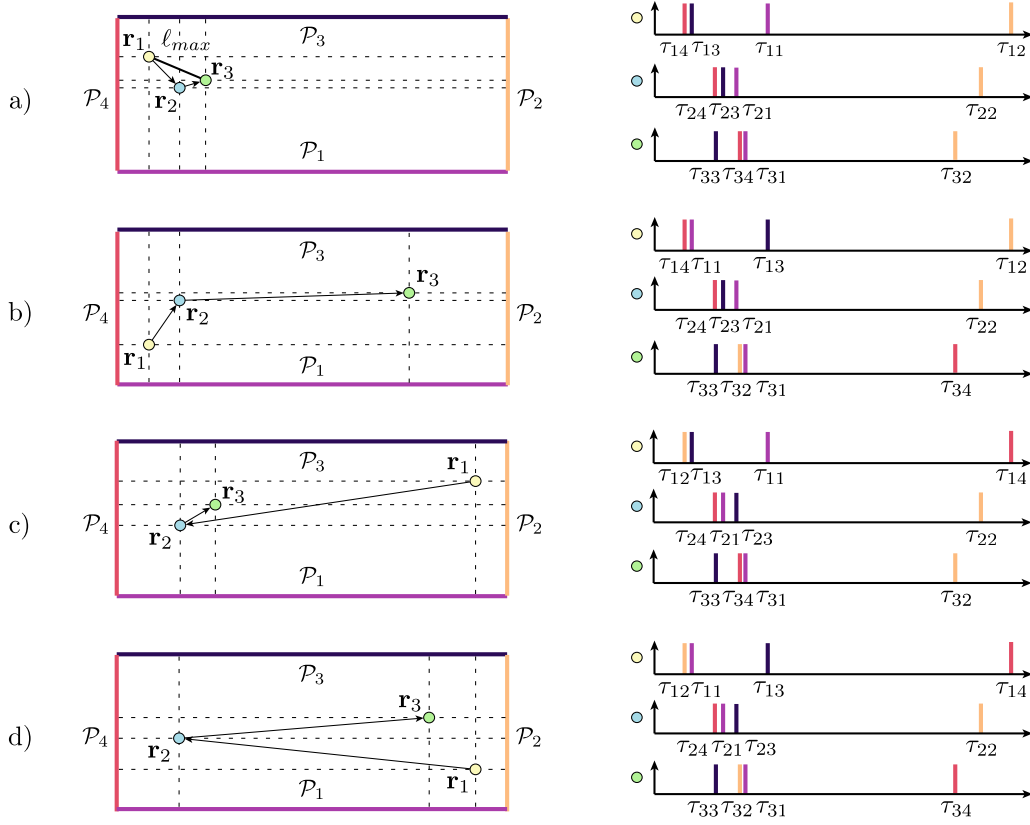 a)
𝒫₃
r₁
ℓₘₐₓ
r₃
𝒫₄
r₂
𝒫₂
𝒫₁
τ₁₄ τ₁₃ τ₁₁ τ₁₂
τ₂₄ τ₂₃ τ₂₁ τ₂₂
τ₃₃ τ₃₄ τ₃₁ τ₃₂
b)
𝒫₃
r₃
𝒫₄
r₂
𝒫₂
r₁
𝒫₁
τ₁₄ τ₁₁ τ₁₃ τ₁₂
τ₂₄ τ₂₃ τ₂₁ τ₂₂
τ₃₃ τ₃₂ τ₃₁ τ₃₄
c)
𝒫₃
r₁
r₃
𝒫₄
r₂
𝒫₂
𝒫₁
τ₁₂ τ₁₃ τ₁₁ τ₁₄
τ₂₄ τ₂₁ τ₂₃ τ₂₂
τ₃₃ τ₃₄ τ₃₁ τ₃₂
d)
𝒫₃
r₃
𝒫₄
r₂
𝒫₂
r₁
𝒫₁
τ₁₂ τ₁₁ τ₁₃ τ₁₄
τ₂₄ τ₂₁ τ₂₃ τ₂₂
τ₃₃ τ₃₂ τ₃₁ τ₃₄